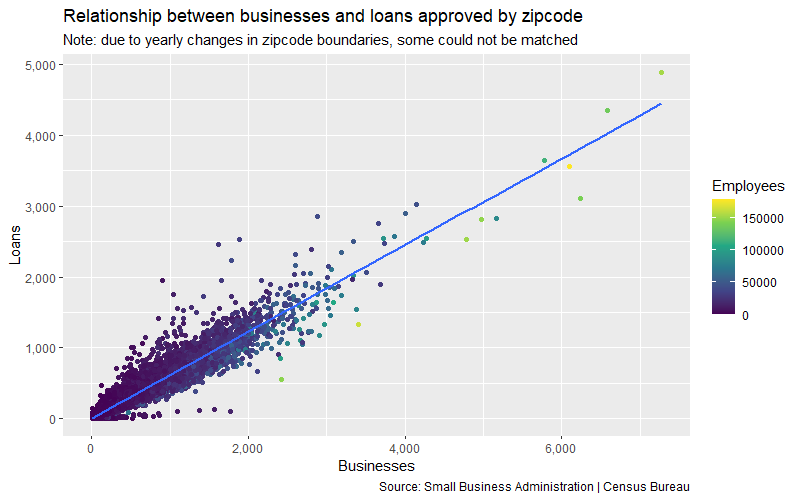 Relationship between businesses and loans approved by zipcode
Note: due to yearly changes in zipcode boundaries, some could not be matched
5,000
4,000
3,000
2,000
1,000
0
Loans
0
2,000
4,000
6,000
Businesses
Employees
150000
100000
50000
0
Source: Small Business Administration | Census Bureau